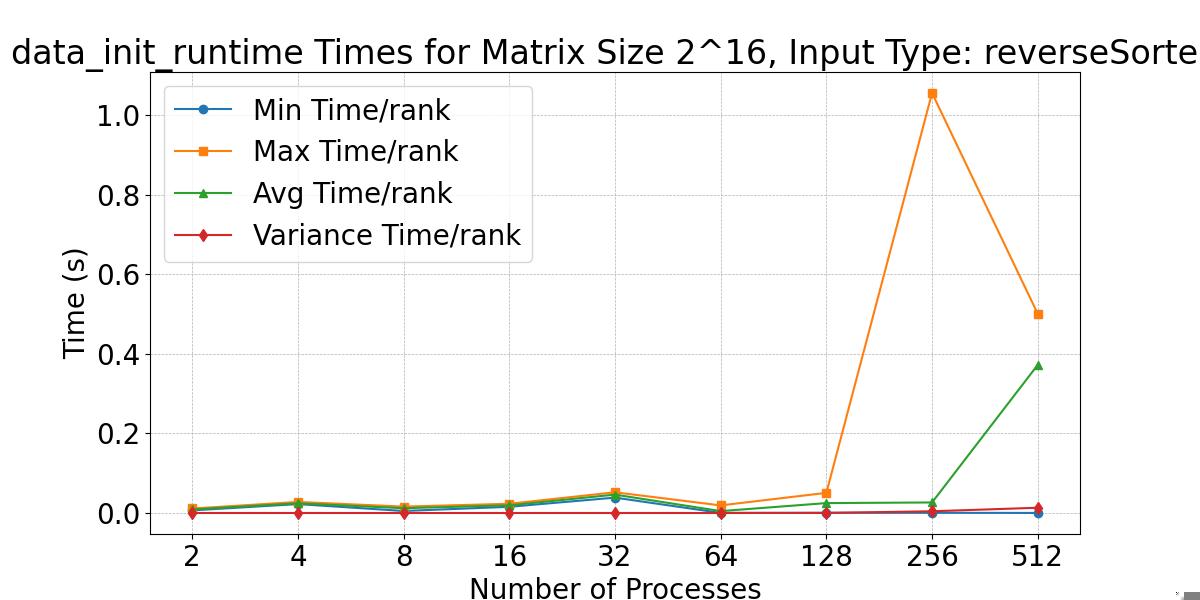 data_init_runtime Times for Matrix Size 2^16, Input Type: reverseSorte
Min Time/rank
Max Time/rank
Avg Time/rank
Variance Time/rank
Time (s)
1.0
0.8
0.6
0.4
0.2
0.0
2 4 8 16 32 64 128 256 512
Number of Processes